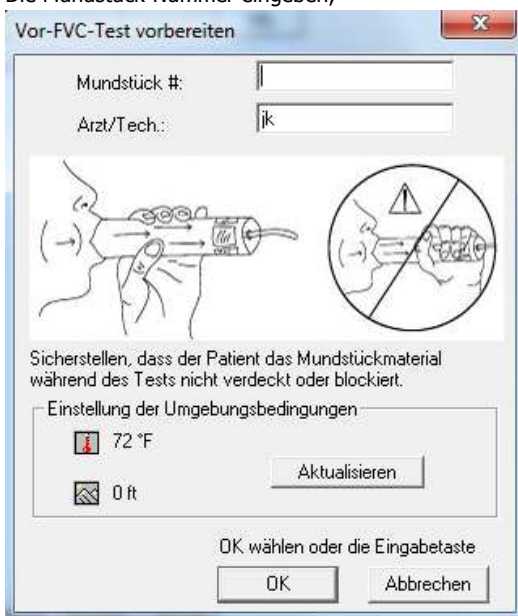 Die Mundstück Nummer eingeben,
Vor-FVC-Test vorbereiten
Mundstück #:
Arzt/Tech.: jk
Sicherstellen, dass der Patient das Mundstückmaterial
während des Tests nicht verdeckt oder blockiert.
Einstellung der Umgebungsbedingungen
72 °F
Aktualisieren
0 ft
OK wählen oder die Eingabetaste
OK Abbrechen